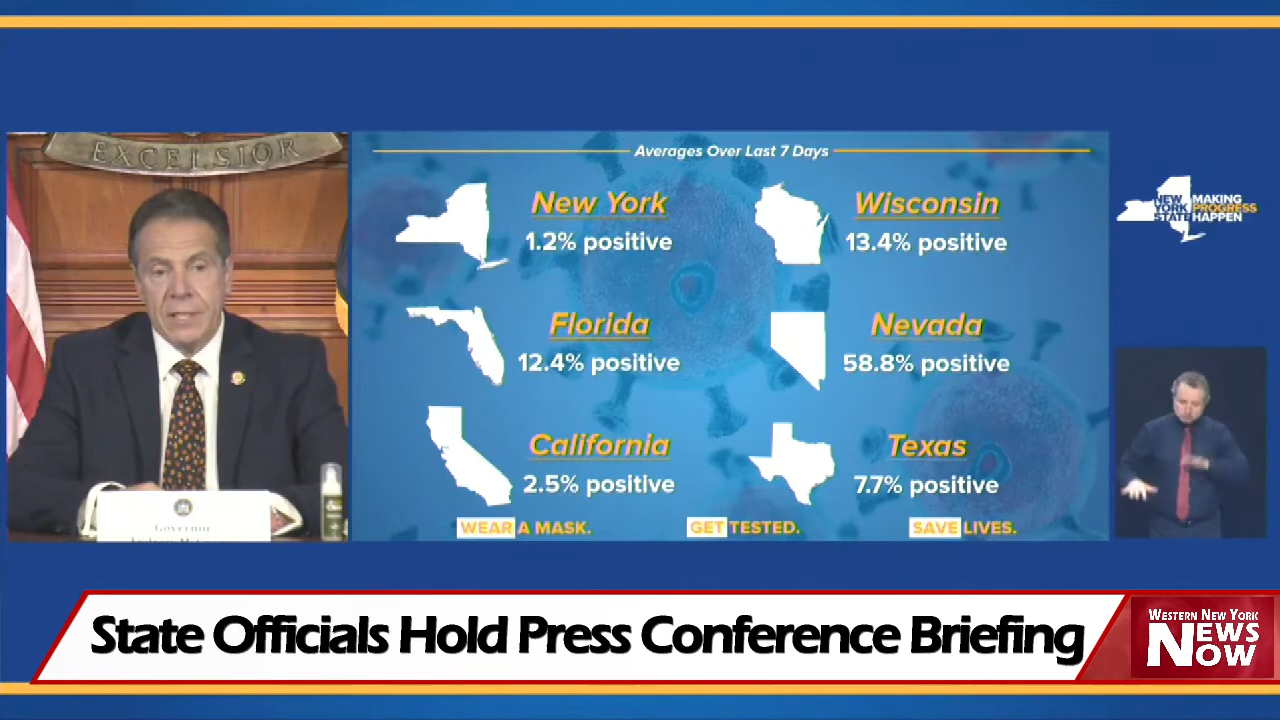 EXCELSIOR
Averages Over Last 7 Days
New York
1.2% positive
Wisconsin
13.4% positive
Florida
12.4% positive
Nevada
58.8% positive
California
2.5% positive
Texas
7.7% positive
WEAR A MASK.
GET TESTED.
SAVE LIVES.
NEW
YORK
STATE
MAKING
PROGRESS
HAPPEN
Governor
State Officials Hold Press Conference Briefing
WESTERN NEW YORK
NEWS
NOW